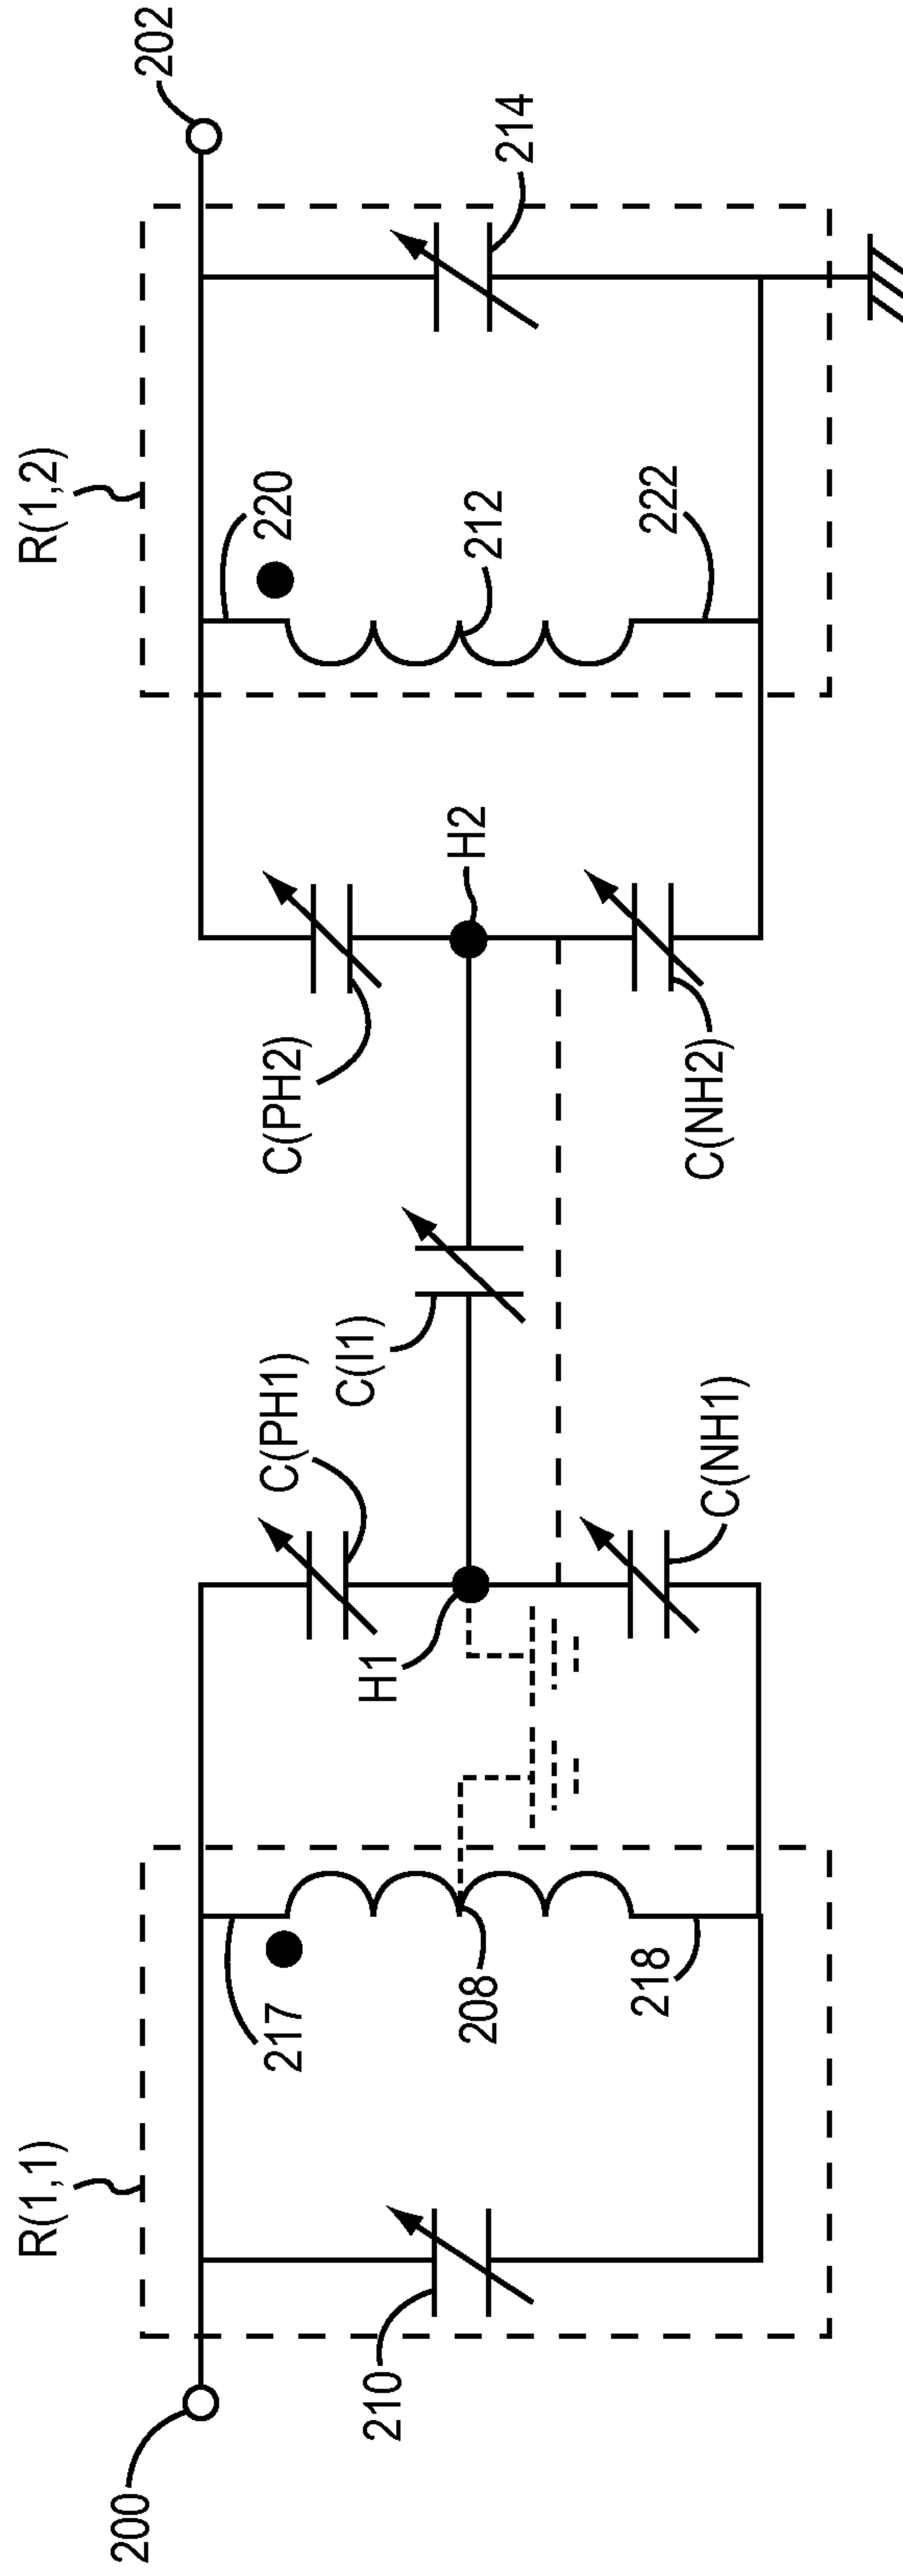 R(1,1)
R(1,2)
200
202
217
220
C(PH1)
C(PH2)
214
210
208
H1
C(I1)
H2
212
218
222
C(NH1)
C(NH2)